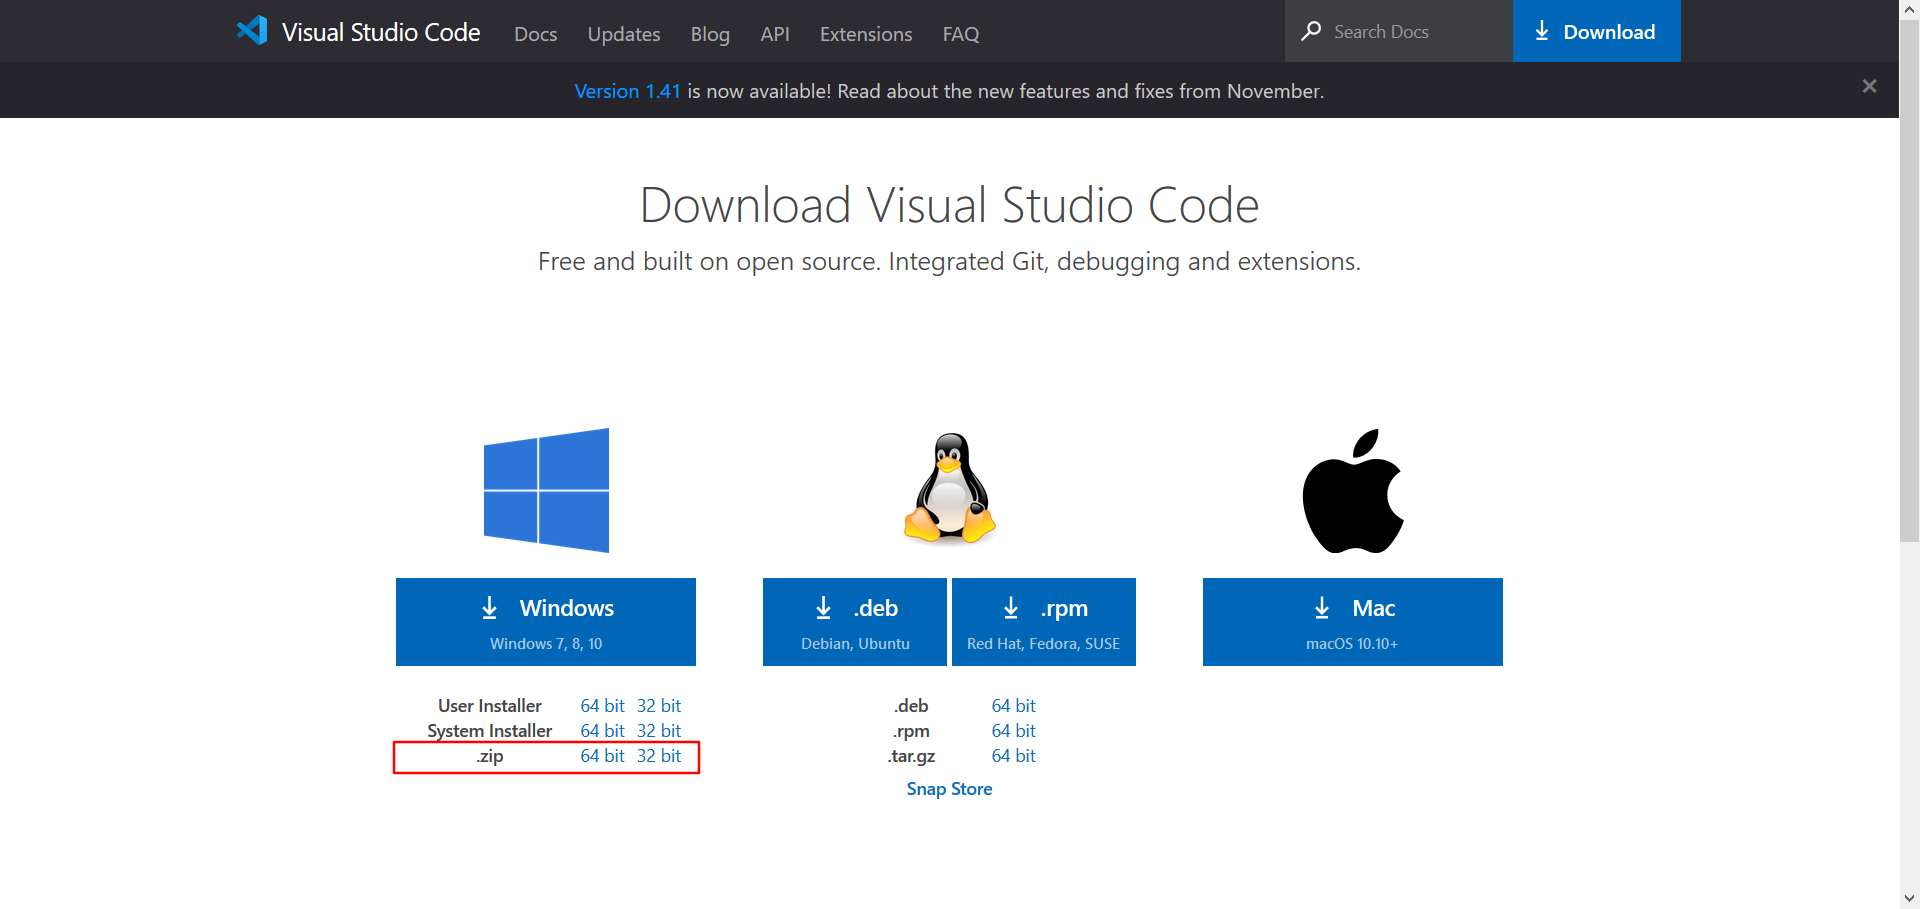 Visual Studio Code Docs Updates Blog API Extensions FAQ Search Docs Download
Version 1.41 is now available! Read about the new features and fixes from November.
Download Visual Studio Code
Free and built on open source. Integrated Git, debugging and extensions.
Windows
Windows 7, 8, 10
User Installer 64 bit 32 bit
System Installer 64 bit 32 bit
.zip 64 bit 32 bit
.deb
Debian, Ubuntu
.rpm
Red Hat, Fedora, SUSE
.deb 64 bit
.rpm 64 bit
.tar.gz 64 bit
Snap Store
Mac
macOS 10.10+